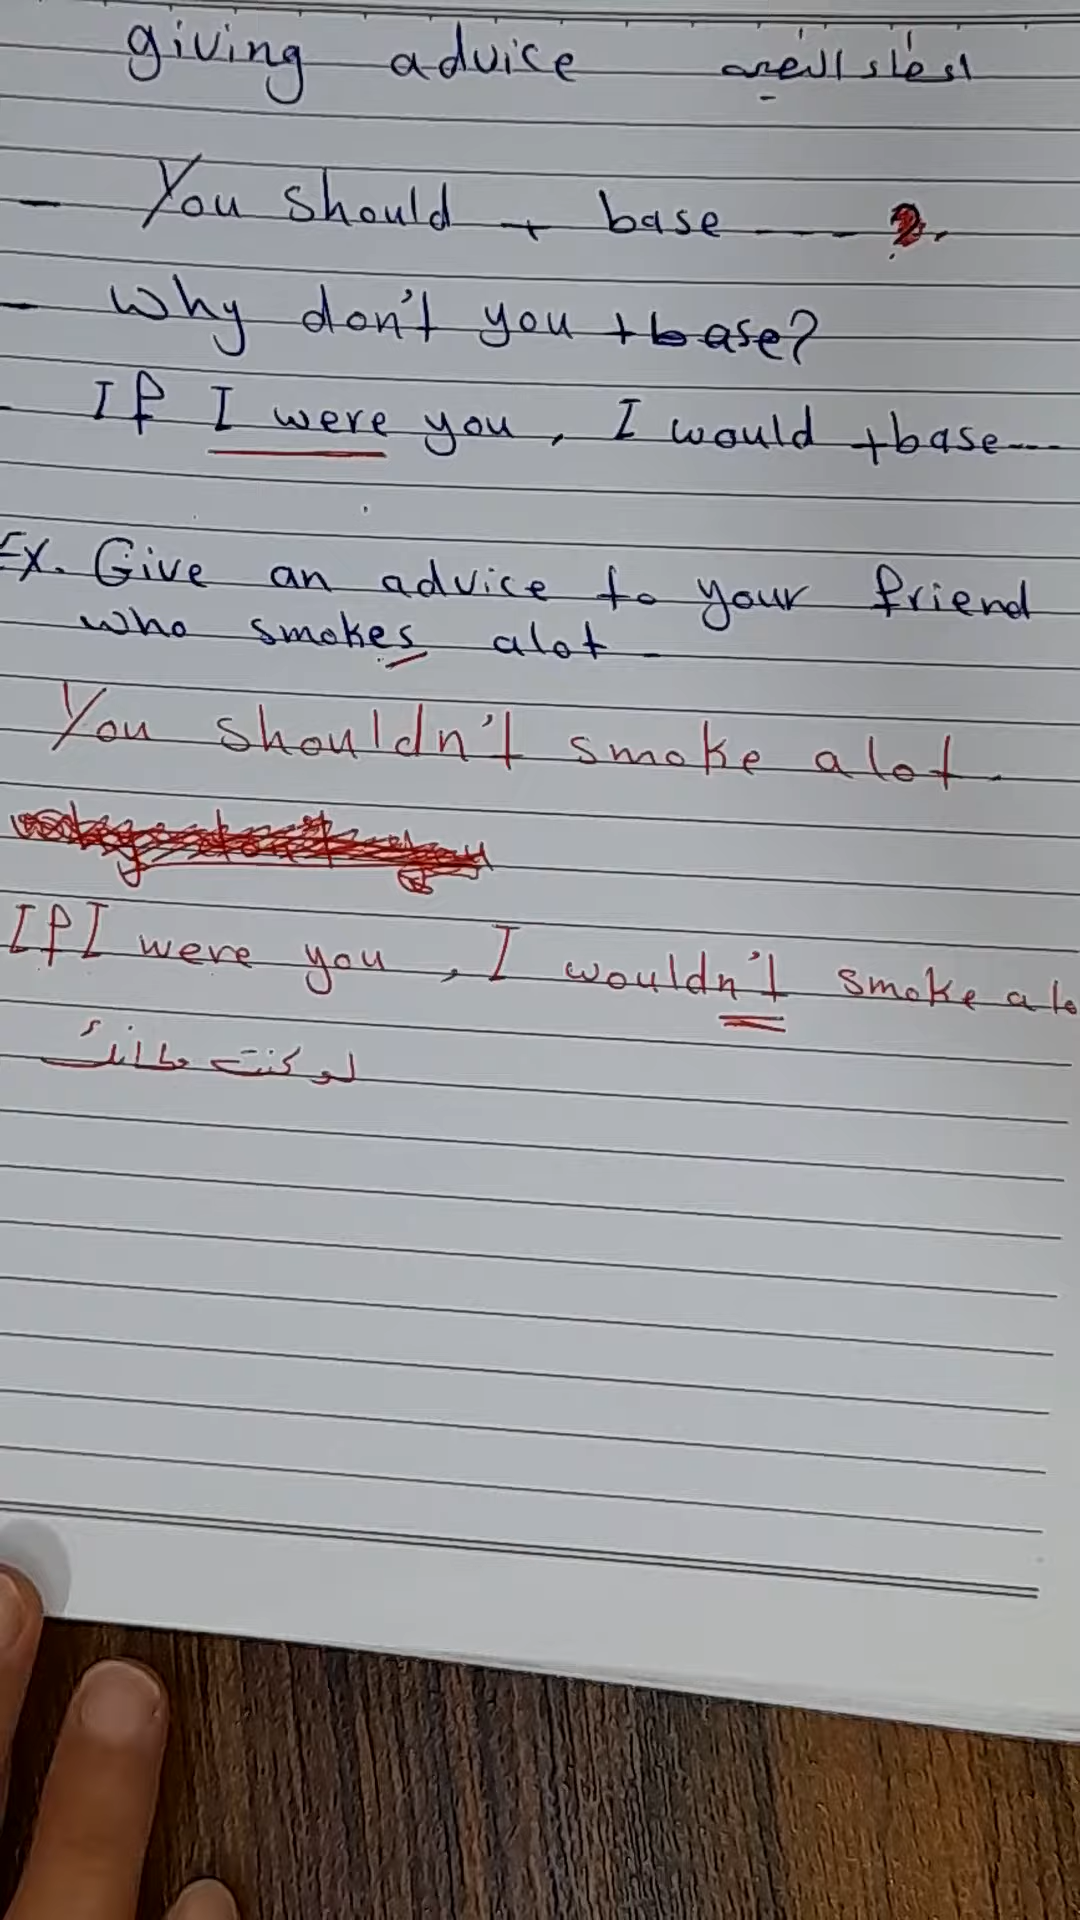 giving advice اعطاء النصيحة
- You should + base ---- ?.
- Why don't you + base?
- If I were you, I would + base---
Ex. Give an advice to your friend
who smokes alot.
You shouldn't smoke alot.
If I were you, I wouldn't smoke alo
لو كنت مكانك